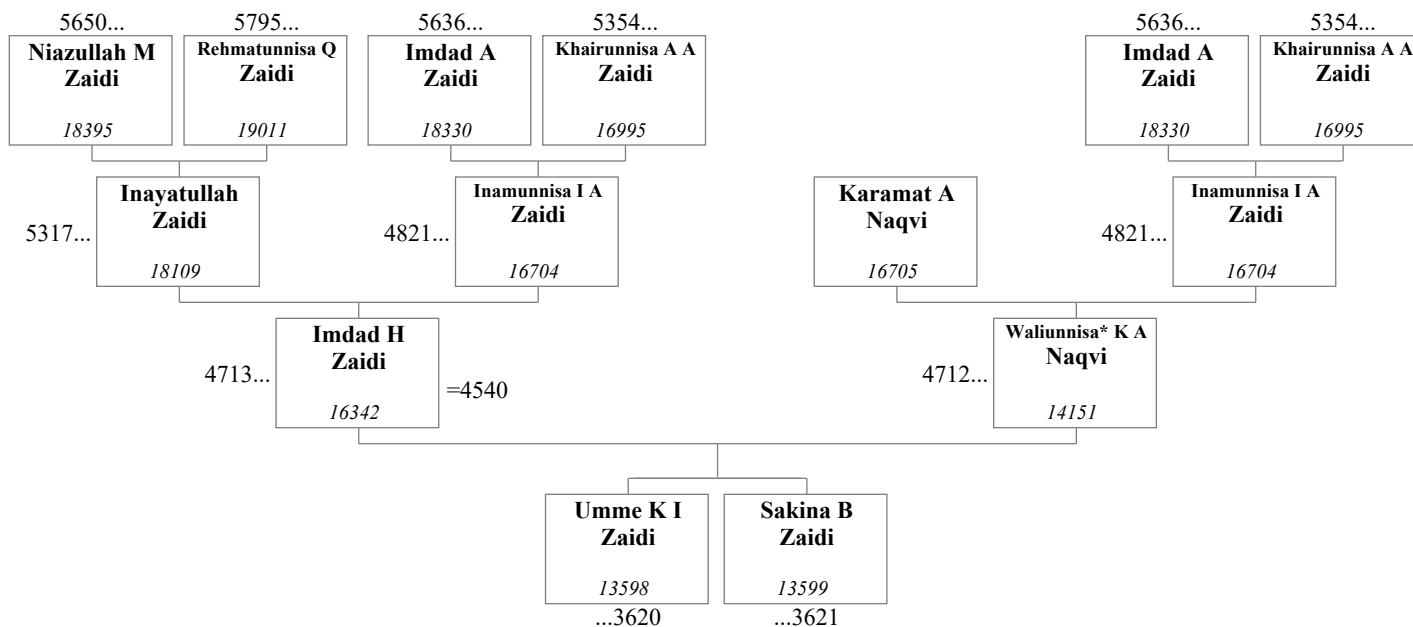 5650... 5795... 5636... 5354... 5636... 5354...
Niazullah M Zaidi
18395
Rehmatunnisa Q Zaidi
19011
Imdad A Zaidi
18330
Khairunnisa A A Zaidi
16995
Imdad A Zaidi
18330
Khairunnisa A A Zaidi
16995
5317...
Inayatullah
Zaidi
18109
4821...
Inamunnisa I A
Zaidi
16704
Karamat A
Naqvi
16705
4821...
Inamunnisa I A
Zaidi
16704
4713...
Imdad H
Zaidi
16342
=4540
4712...
Waliunnisa* K A
Naqvi
14151
Umme K I
Zaidi
13598
...3620
Sakina B
Zaidi
13599
...3621